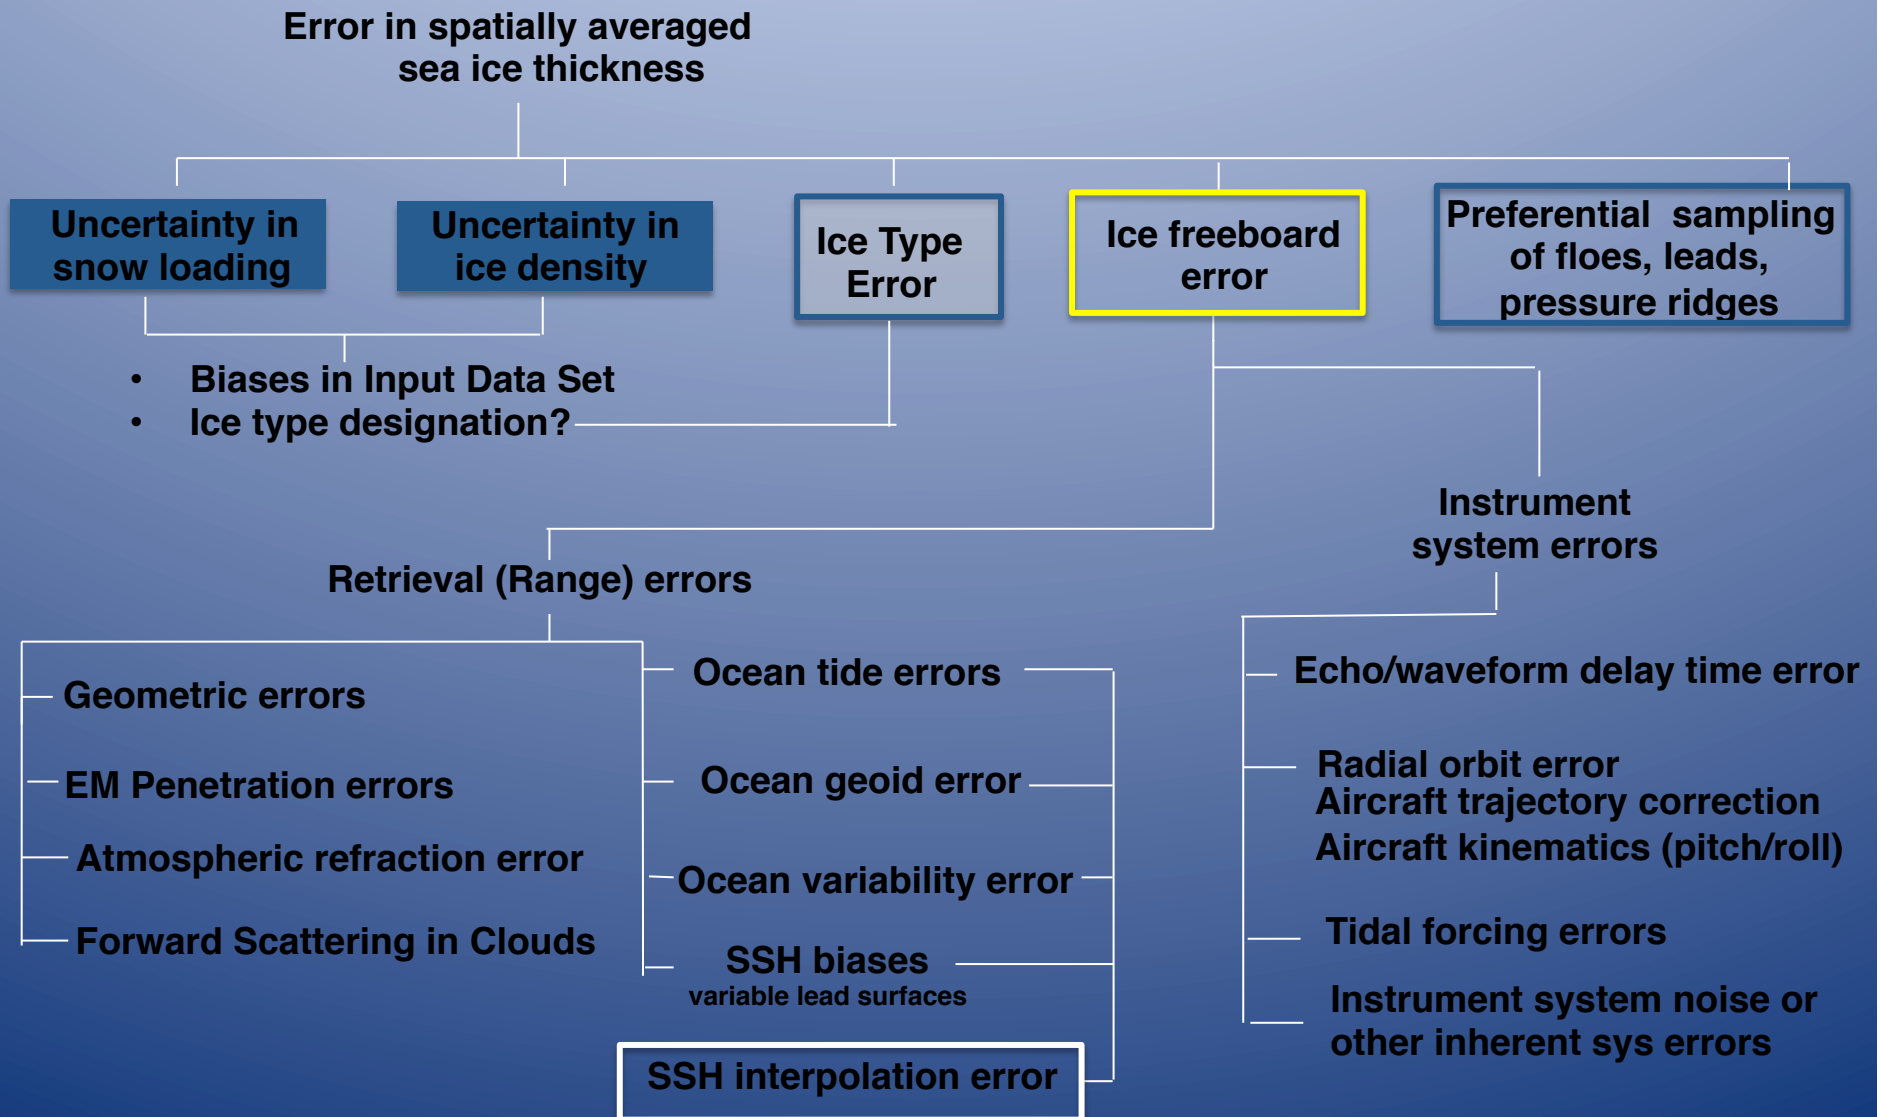 Error in spatially averaged
sea ice thickness
Uncertainty in
snow loading
Uncertainty in
ice density
Ice Type
Error
Ice freeboard
error
Preferential sampling
of floes, leads,
pressure ridges
• Biases in Input Data Set
• Ice type designation?
Instrument
system errors
Retrieval (Range) errors
Geometric errors
EM Penetration errors
Atmospheric refraction error
Forward Scattering in Clouds
Ocean tide errors
Ocean geoid error
Ocean variability error
SSH biases
variable lead surfaces
SSH interpolation error
Echo/waveform delay time error
Radial orbit error
Aircraft trajectory correction
Aircraft kinematics (pitch/roll)
Tidal forcing errors
Instrument system noise or
other inherent sys errors